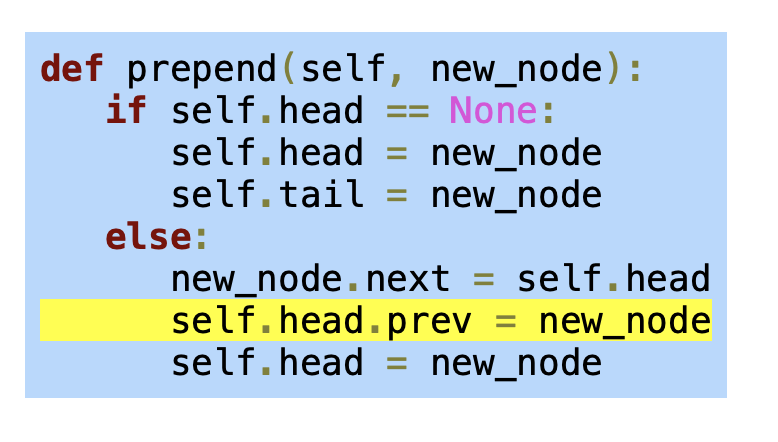 def prepend(self, new_node):
   if self.head == None:
      self.head = new_node
      self.tail = new_node
   else:
      new_node.next = self.head
      self.head.prev = new_node
      self.head = new_node